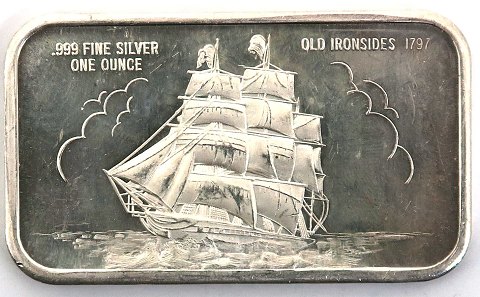 .999 FINE SILVER
ONE OUNCE
OLD IRONSIDES 1797